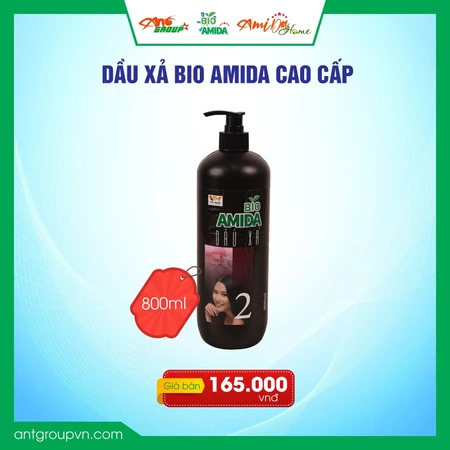 Ant GROUP
BIO AMIDA
AmiDa Home
DẦU XẢ BIO AMIDA CAO CẤP
BIO
AMIDA
DẦU XẢ
2
800ml
Giá bán 165.000
vnđ
antgroupvn.com